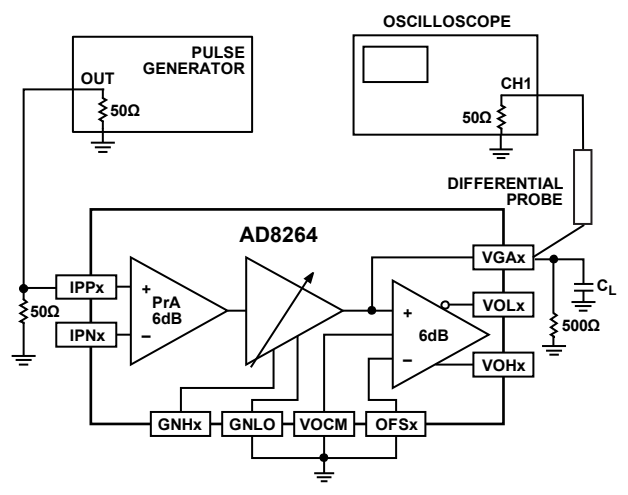 OSCILLOSCOPE
PULSE
GENERATOR
OUT
50Ω
CH1
50Ω
DIFFERENTIAL
PROBE
AD8264
VGAx
IPPx
+
PrA
6dB
−
50Ω
IPNx
+
6dB
−
VOLx
CL
500Ω
VOHx
GNHx
GNLO
VOCM
OFSx